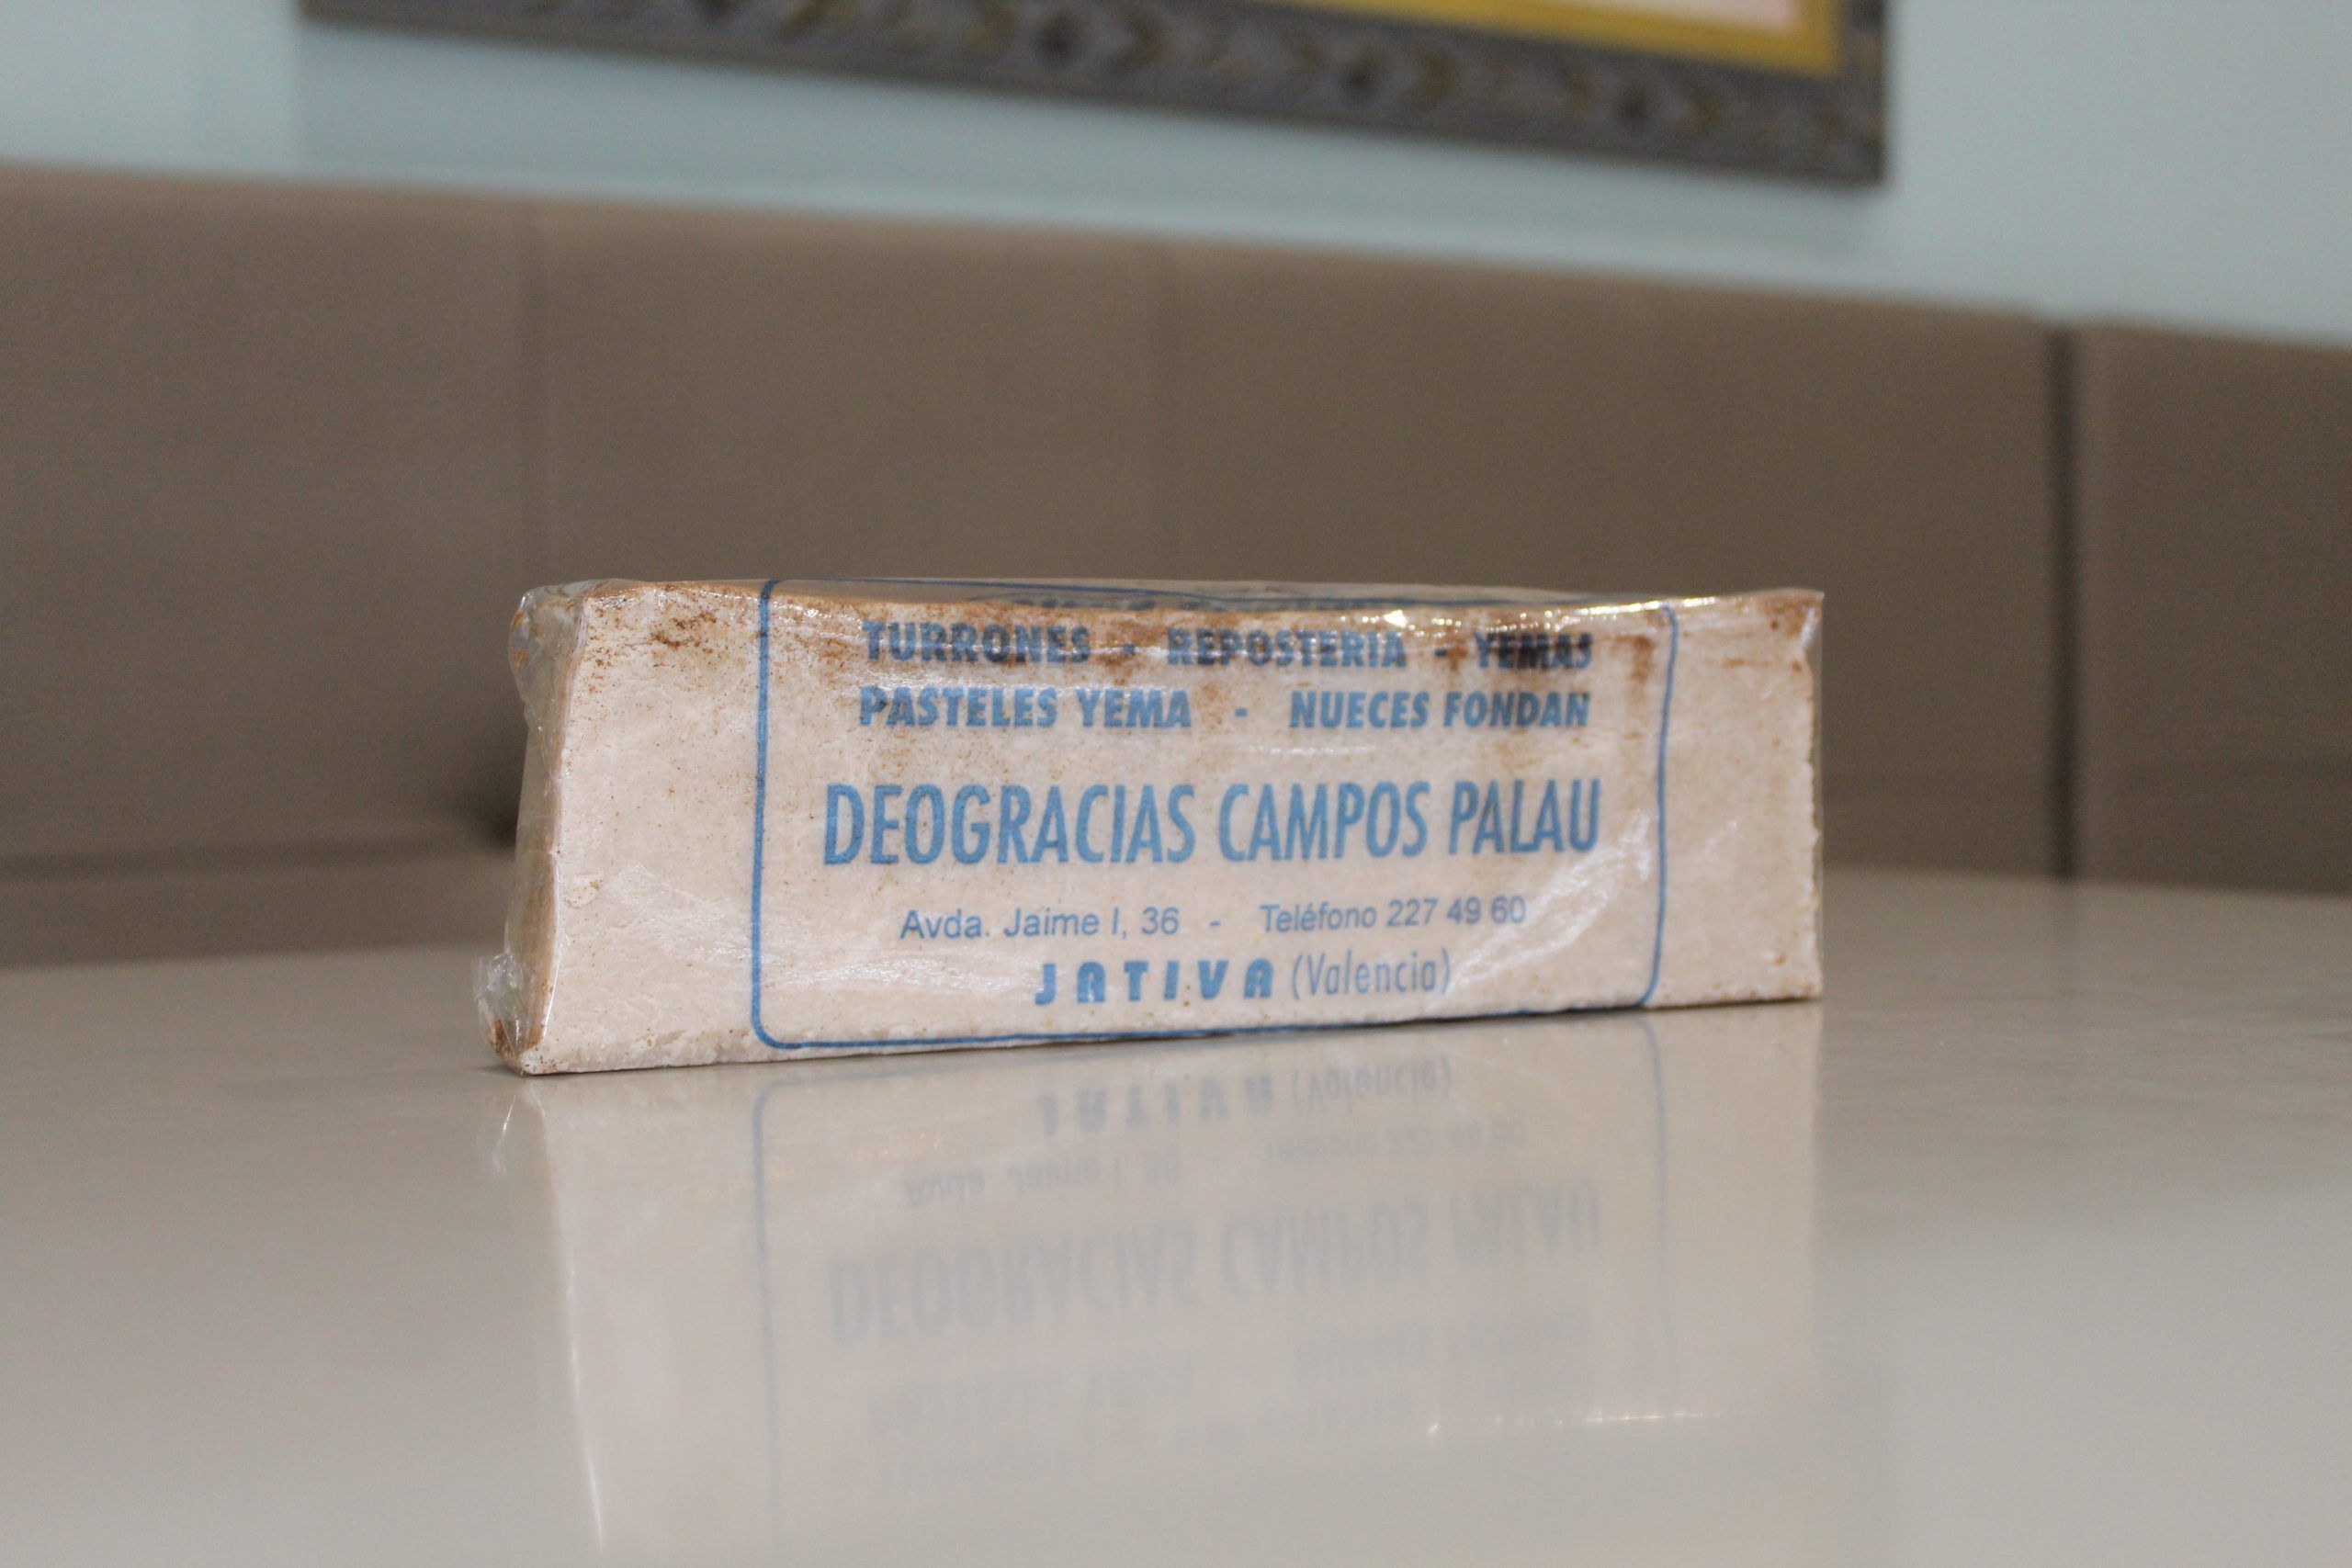 TURRONES - REPOSTERIA - YEMAS
PASTELES YEMA - NUECES FONDAN
DEOGRACIAS CAMPOS PALAU
Avda. Jaime I, 36 - Teléfono 227 49 60
JATIVA (Valencia)